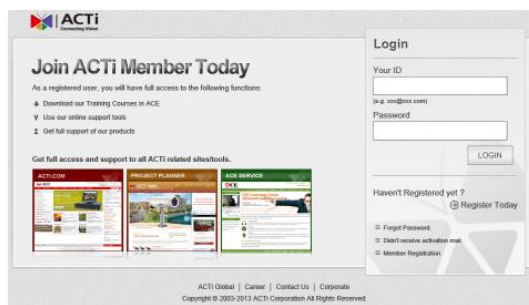 ACTi
Connecting Vision
Join ACTi Member Today
As a registered user, you will have full access to the following functions:
Download our Training Courses in ACE
Use our online support tools
Get full support of our products
Get full access and support to all ACTi related sites/tools.
ACTI.COM
PROJECT PLANNER
ACE SERVICE
ACE
Login
Your ID
(e.g. xxx@xxx.com)
Password
LOGIN
Haven't Registered yet ?
Register Today
Forgot Password.
Didn't receive activation mail.
Member Registration.
ACTi Global | Career | Contact Us | Corporate
Copyright © 2003-2013 ACTi Corporation All Rights Reserved